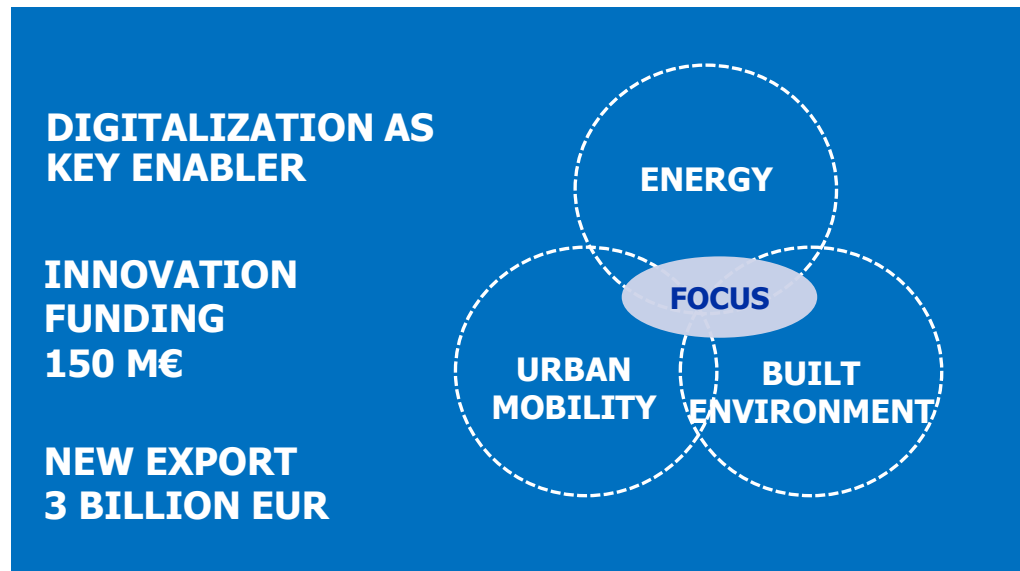 DIGITALIZATION AS
KEY ENABLER
INNOVATION
FUNDING
150 M€
NEW EXPORT
3 BILLION EUR
ENERGY
FOCUS
URBAN
MOBILITY
BUILT
ENVIRONMENT